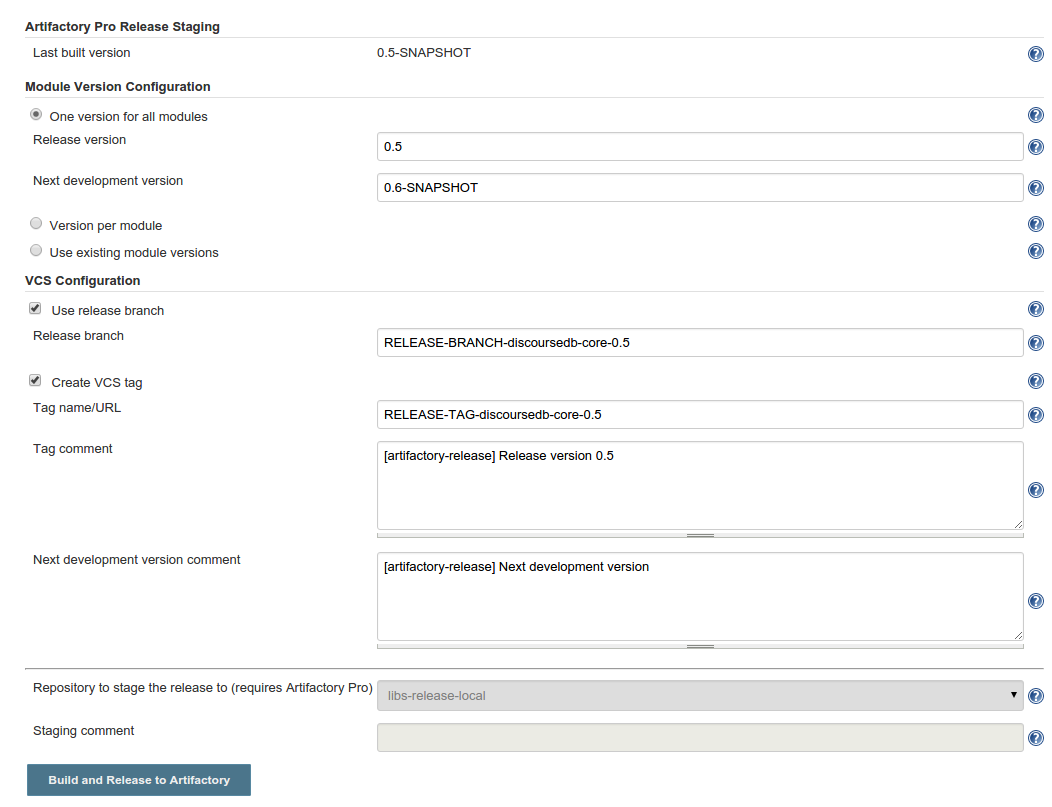 Artifactory Pro Release Staging
Last built version 0.5-SNAPSHOT
Module Version Configuration
One version for all modules
Release version 0.5
Next development version 0.6-SNAPSHOT
Version per module
Use existing module versions
VCS Configuration
Use release branch
Release branch RELEASE-BRANCH-discoursedb-core-0.5
Create VCS tag
Tag name/URL RELEASE-TAG-discoursedb-core-0.5
Tag comment [artifactory-release] Release version 0.5
Next development version comment [artifactory-release] Next development version
Repository to stage the release to (requires Artifactory Pro) libs-release-local
Staging comment
Build and Release to Artifactory